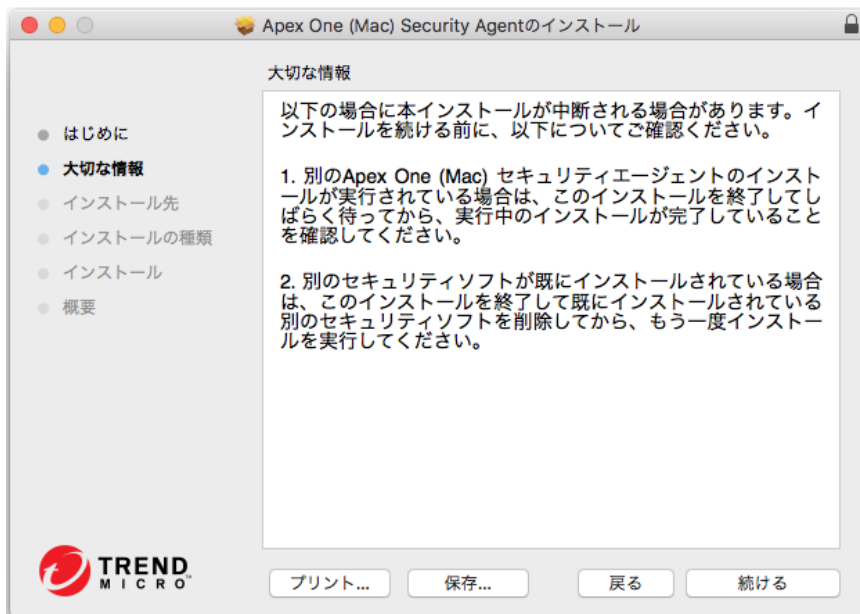 Apex One (Mac) Security Agentのインストール
大切な情報
はじめに
大切な情報
インストール先
インストールの種類
インストール
概要
以下の場合に本インストールが中断される場合があります。イ
ンストールを続ける前に、以下についてご確認ください。
1. 別のApex One (Mac) セキュリティエージェントのインスト
ールが実行されている場合は、このインストールを終了してし
ばらく待ってから、実行中のインストールが完了していること
を確認してください。
2. 別のセキュリティソフトが既にインストールされている場合
は、このインストールを終了して既にインストールされている
別のセキュリティソフトを削除してから、もう一度インストー
ルを実行してください。
TREND
MICRO™
プリント... 保存... 戻る 続ける